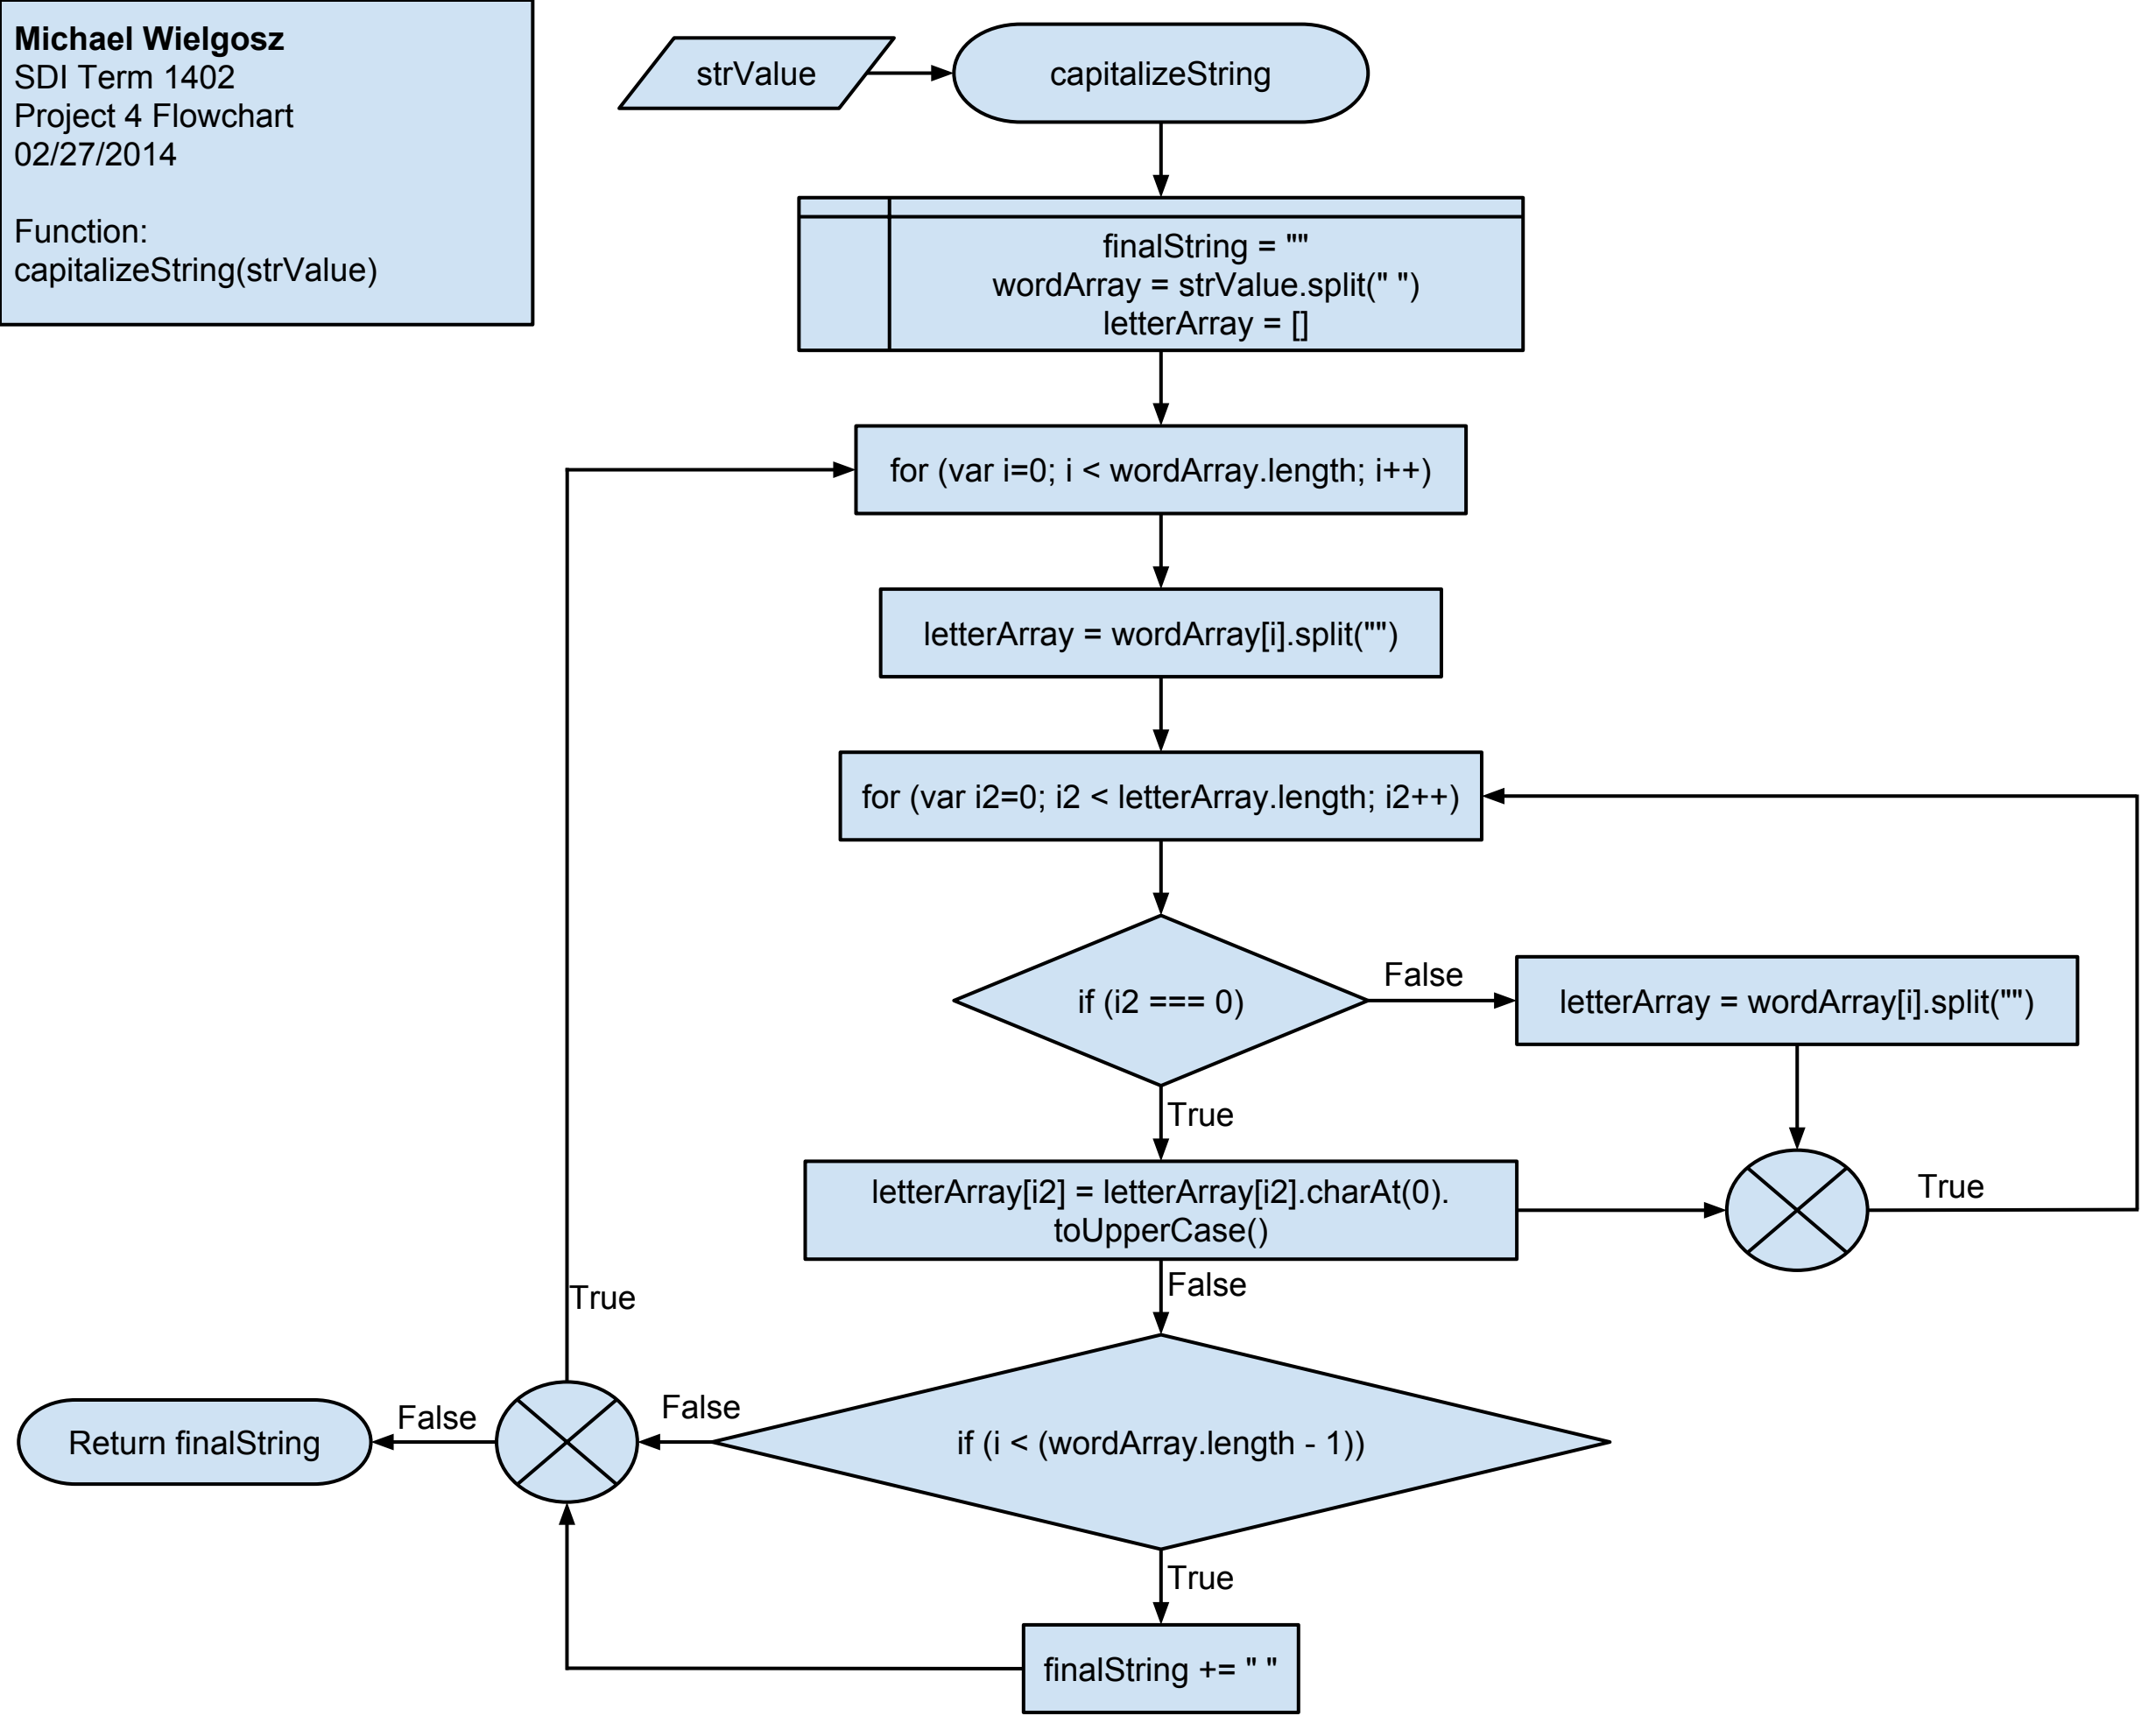 Michael Wielgosz
SDI Term 1402
Project 4 Flowchart
02/27/2014
Function:
capitalizeString(strValue)
strValue
capitalizeString
finalString = ""
wordArray = strValue.split(" ")
letterArray = []
for (var i=0; i < wordArray.length; i++)
letterArray = wordArray[i].split("")
for (var i2=0; i2 < letterArray.length; i2++)
if (i2 === 0)
False
letterArray = wordArray[i].split("")
True
letterArray[i2] = letterArray[i2].charAt(0).
toUpperCase()
True
False
True
if (i < (wordArray.length - 1))
False
False
Return finalString
True
finalString += " "